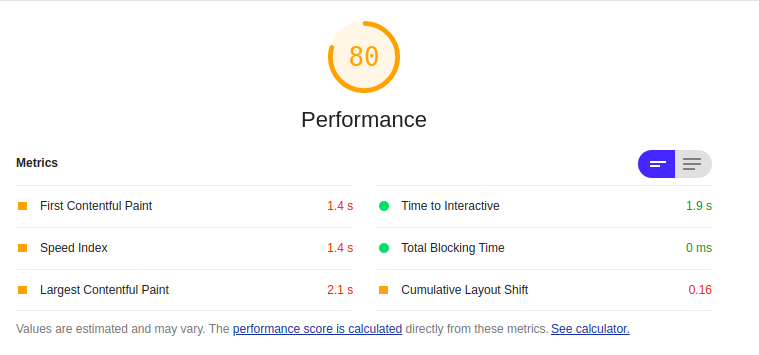 80
Performance
Metrics
First Contentful Paint 1.4 s
Time to Interactive 1.9 s
Speed Index 1.4 s
Total Blocking Time 0 ms
Largest Contentful Paint 2.1 s
Cumulative Layout Shift 0.16
Values are estimated and may vary. The performance score is calculated directly from these metrics. See calculator.